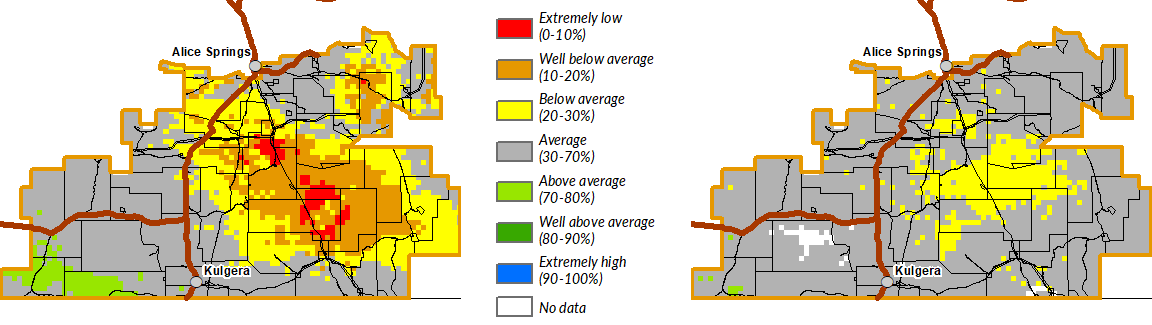 Alice Springs
Kulgera
Extremely low
(0-10%)
Well below average
(10-20%)
Below average
(20-30%)
Average
(30-70%)
Above average
(70-80%)
Well above average
(80-90%)
Extremely high
(90-100%)
No data
Alice Springs
Kulgera